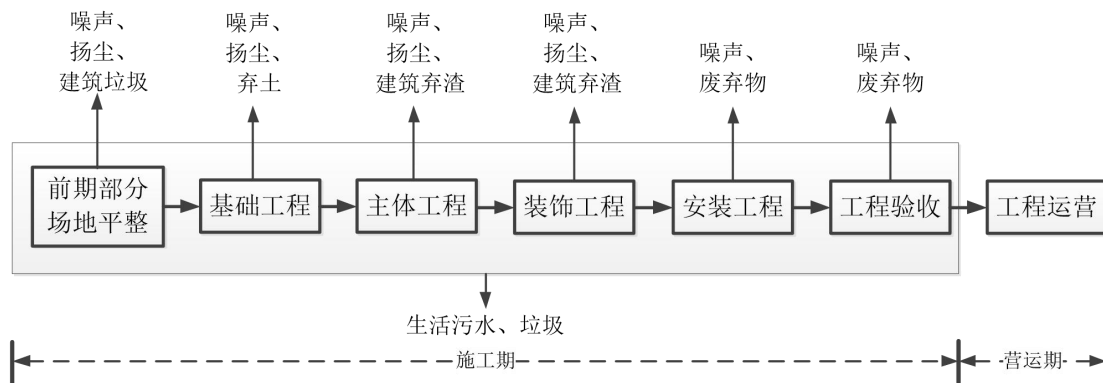 噪声、
扬尘、
建筑垃圾
噪声、
扬尘、
弃土
噪声、
扬尘、
建筑弃渣
噪声、
扬尘、
建筑弃渣
噪声、
废弃物
噪声、
废弃物
前期部分
场地平整
基础工程
主体工程
装饰工程
安装工程
工程验收
工程运营
生活污水、垃圾
施工期
营运期